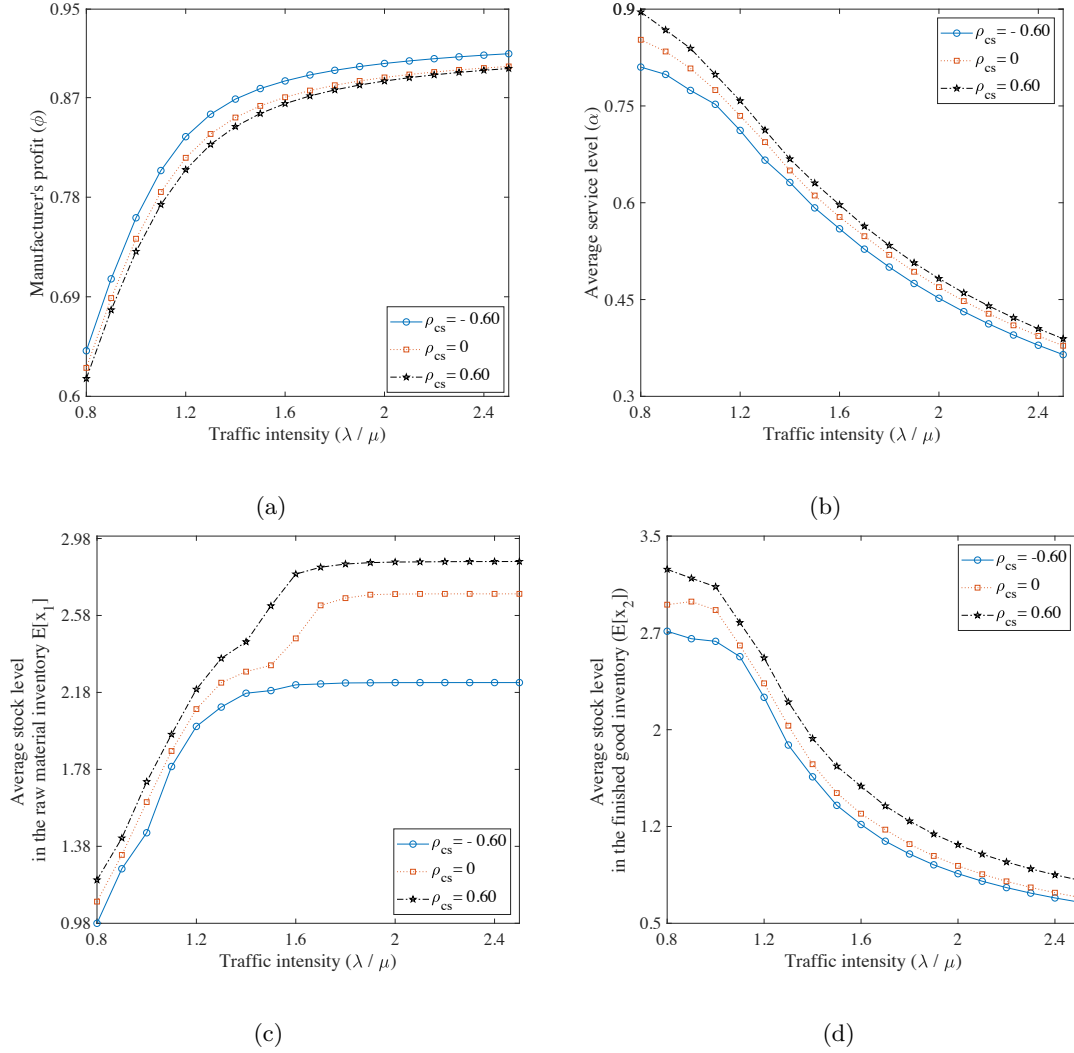 0.95
0.87
0.78
0.69
0.6
Manufacturer's profit (ϕ)
ρcs = - 0.60
ρcs = 0
ρcs = 0.60
0.8 1.2 1.6 2 2.4
Traffic intensity (λ / μ)
(a)
0.9
0.75
0.6
0.45
0.3
Average service level (α)
ρcs = - 0.60
ρcs = 0
ρcs = 0.60
0.8 1.2 1.6 2 2.4
Traffic intensity (λ / μ)
(b)
2.98
2.58
2.18
1.78
1.38
0.98
Average stock level
in the raw material inventory E[x1]
ρcs = - 0.60
ρcs = 0
ρcs = 0.60
0.8 1.2 1.6 2 2.4
Traffic intensity (λ / μ)
(c)
3.5
2.7
2
1.2
0.5
Average stock level
in the finished good inventory (E[x2])
ρcs = -0.60
ρcs = 0
ρcs = 0.60
0.8 1.2 1.6 2 2.4
Traffic intensity (λ / μ)
(d)